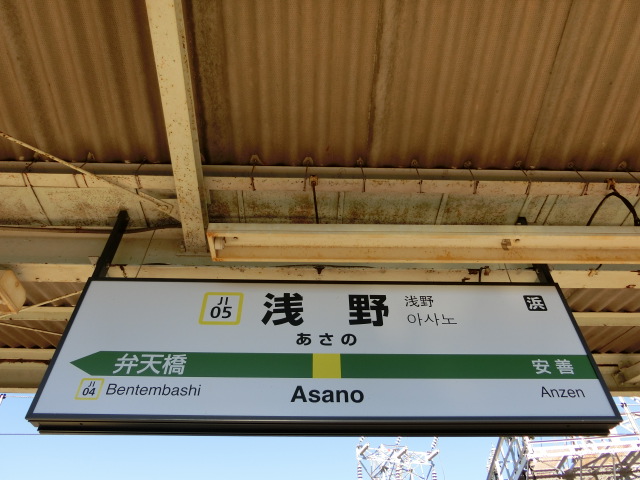 JI
05
浅野
浅野
아사노
浜
あさの
弁天橋
安善
JI
04
Bentembashi
Asano
Anzen